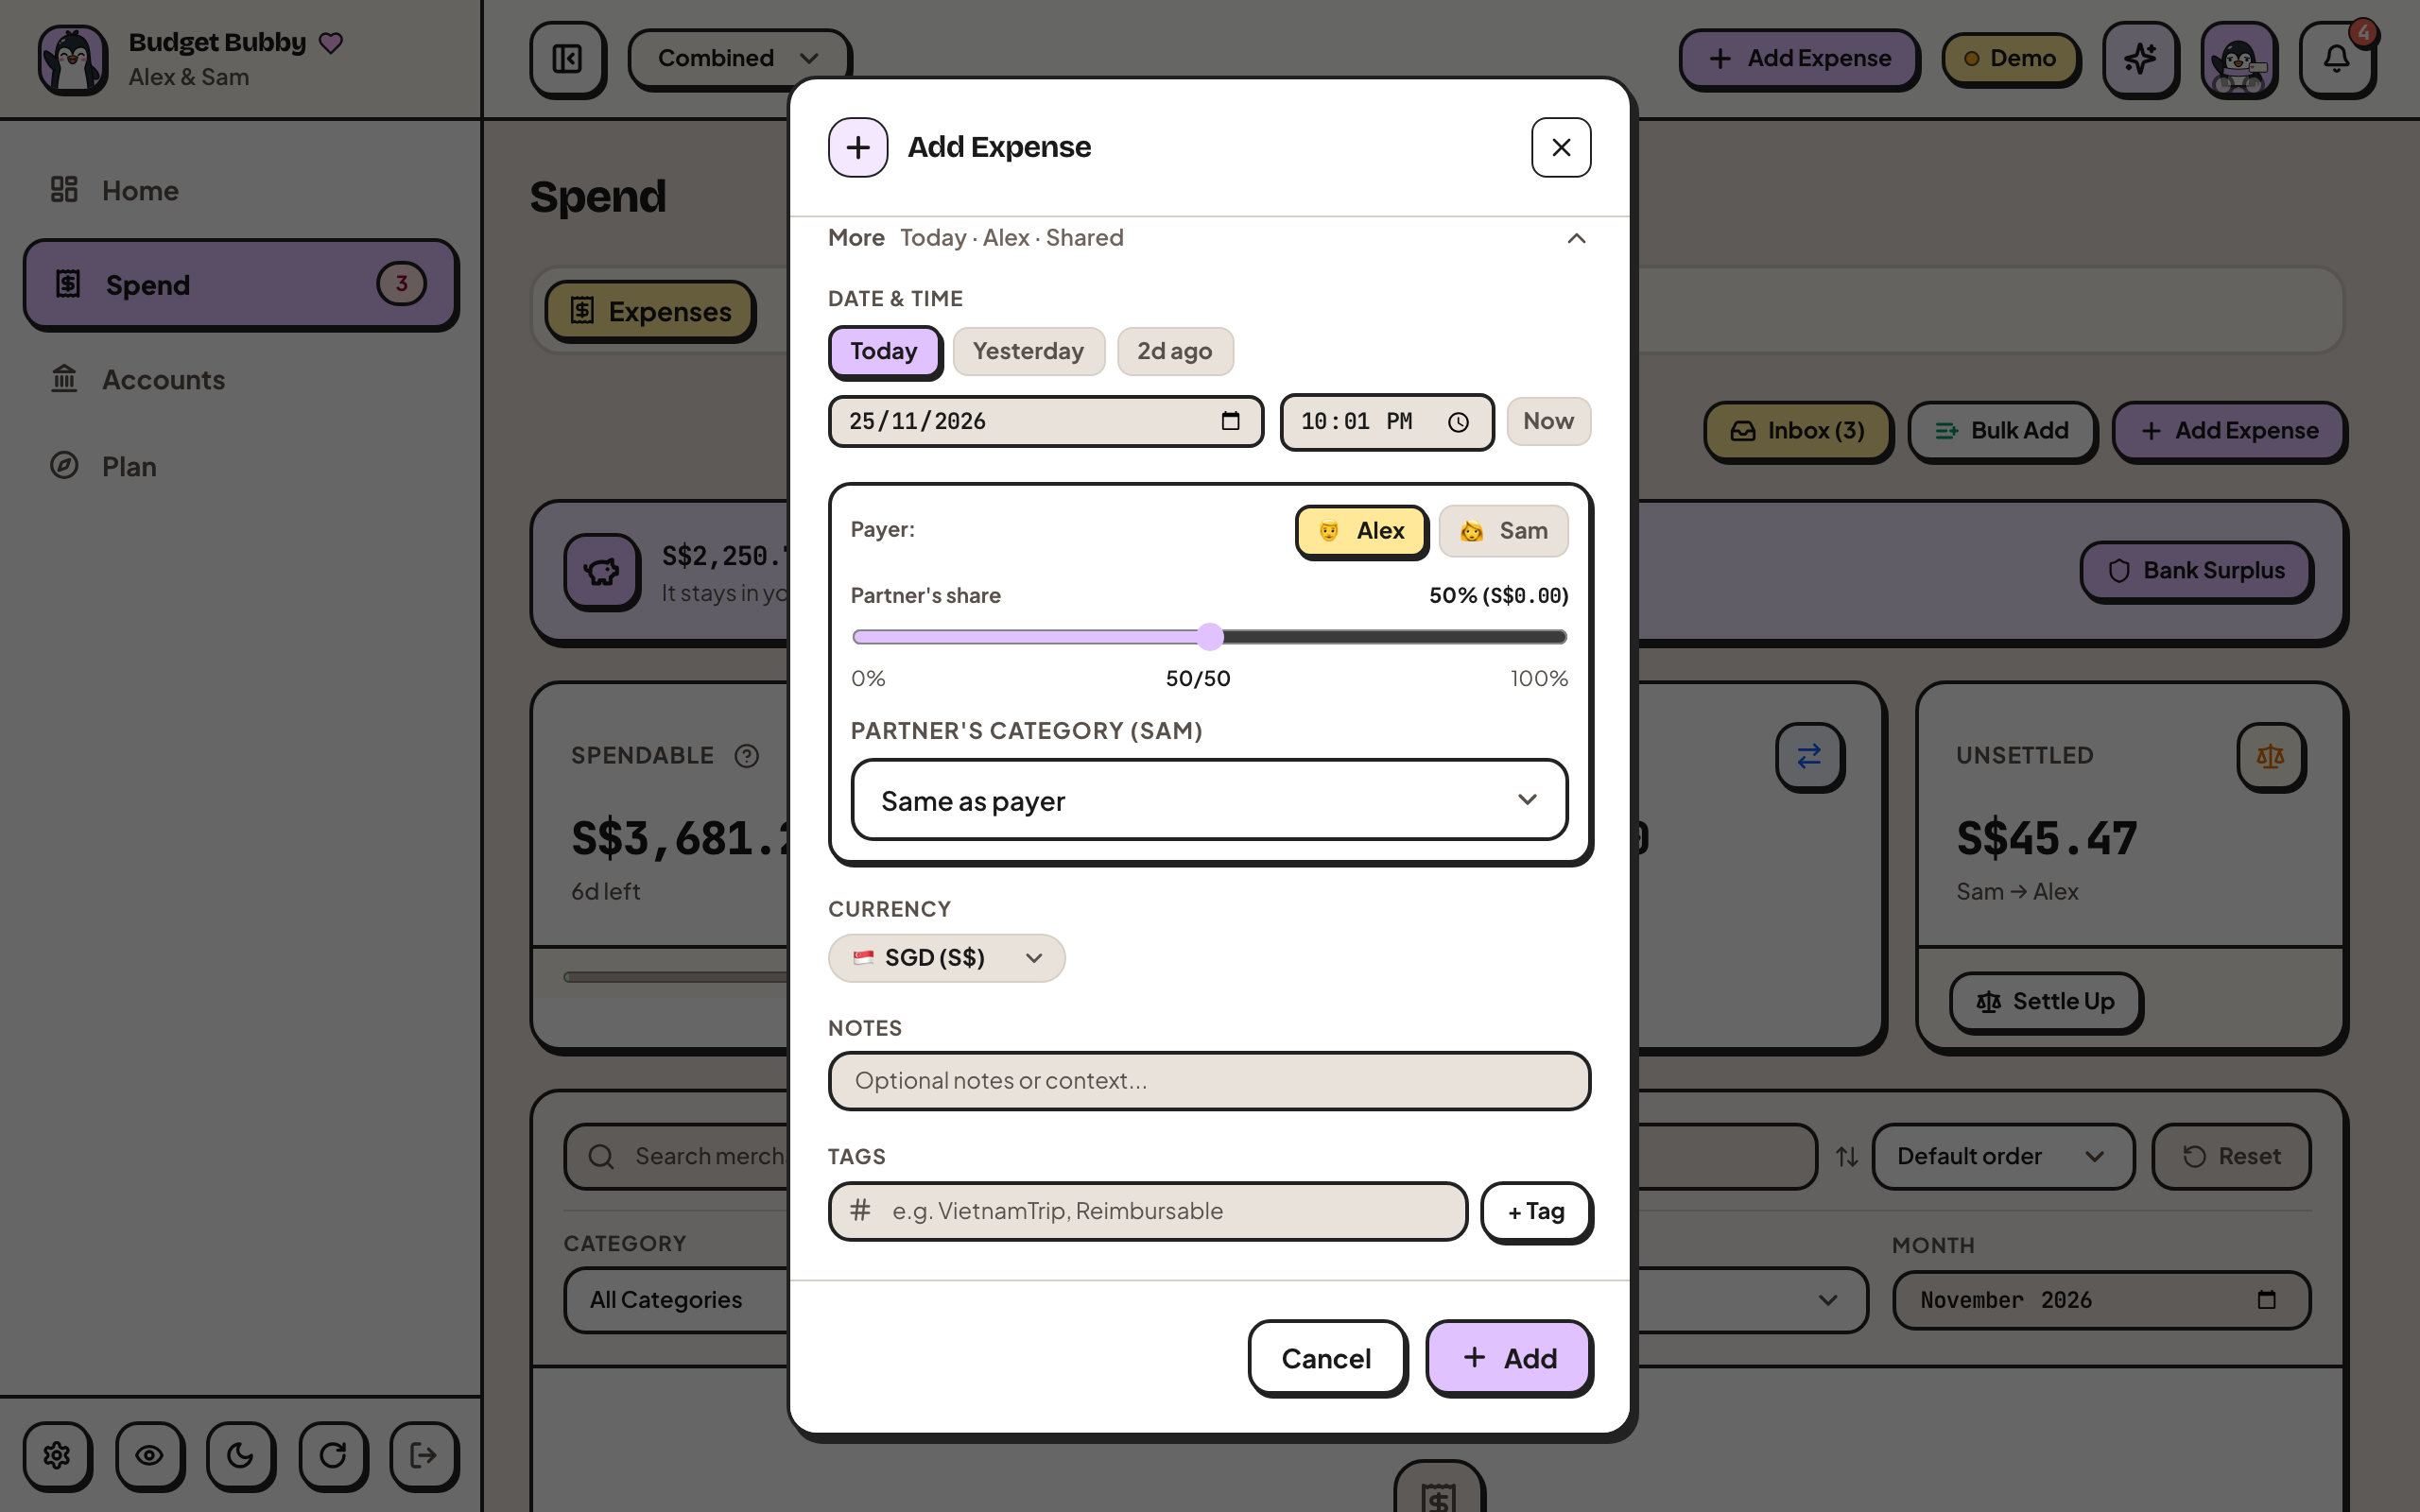 Budget Bubby
Alex & Sam
Combined
Add Expense
Demo
4
Home
Spend
3
Accounts
Plan
Spend
Expenses
Inbox (3)
Bulk Add
Add Expense
S$2,250.
It stays in yo
Bank Surplus
SPENDABLE
S$3,681.2
6d left
UNSETTLED
S$45.47
Sam → Alex
Settle Up
Search merch
Default order
Reset
CATEGORY
All Categories
MONTH
November 2026
Add Expense
More Today · Alex · Shared
DATE & TIME
Today Yesterday 2d ago
25/11/2026 10:01 PM Now
Payer: Alex Sam
Partner's share 50% (S$0.00)
0% 50/50 100%
PARTNER'S CATEGORY (SAM)
Same as payer
CURRENCY
SGD (S$)
NOTES
Optional notes or context...
TAGS
# e.g. VietnamTrip, Reimbursable + Tag
Cancel + Add